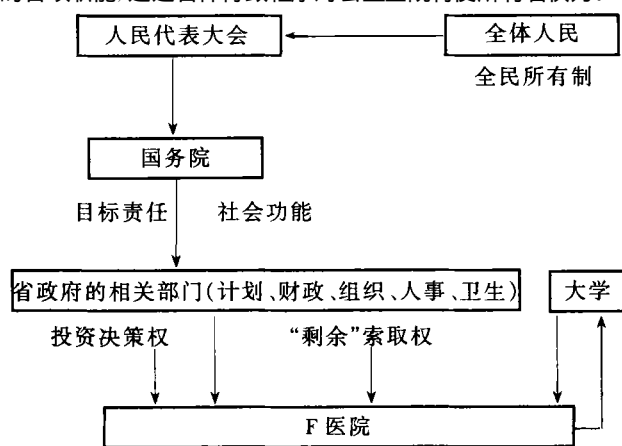 人民代表大会 全体人民
全民所有制
国务院
目标责任 社会功能
省政府的相关部门(计划、财政、组织、人事、卫生) 大学
投资决策权 “剩余”索取权
F 医院